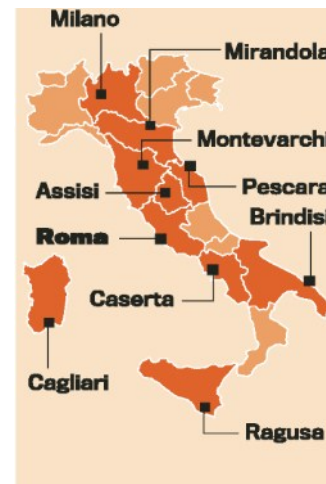 Milano
Mirandola
Montevarchi
Assisi
Pescara
Brindisi
Roma
Caserta
Cagliari
Ragusa